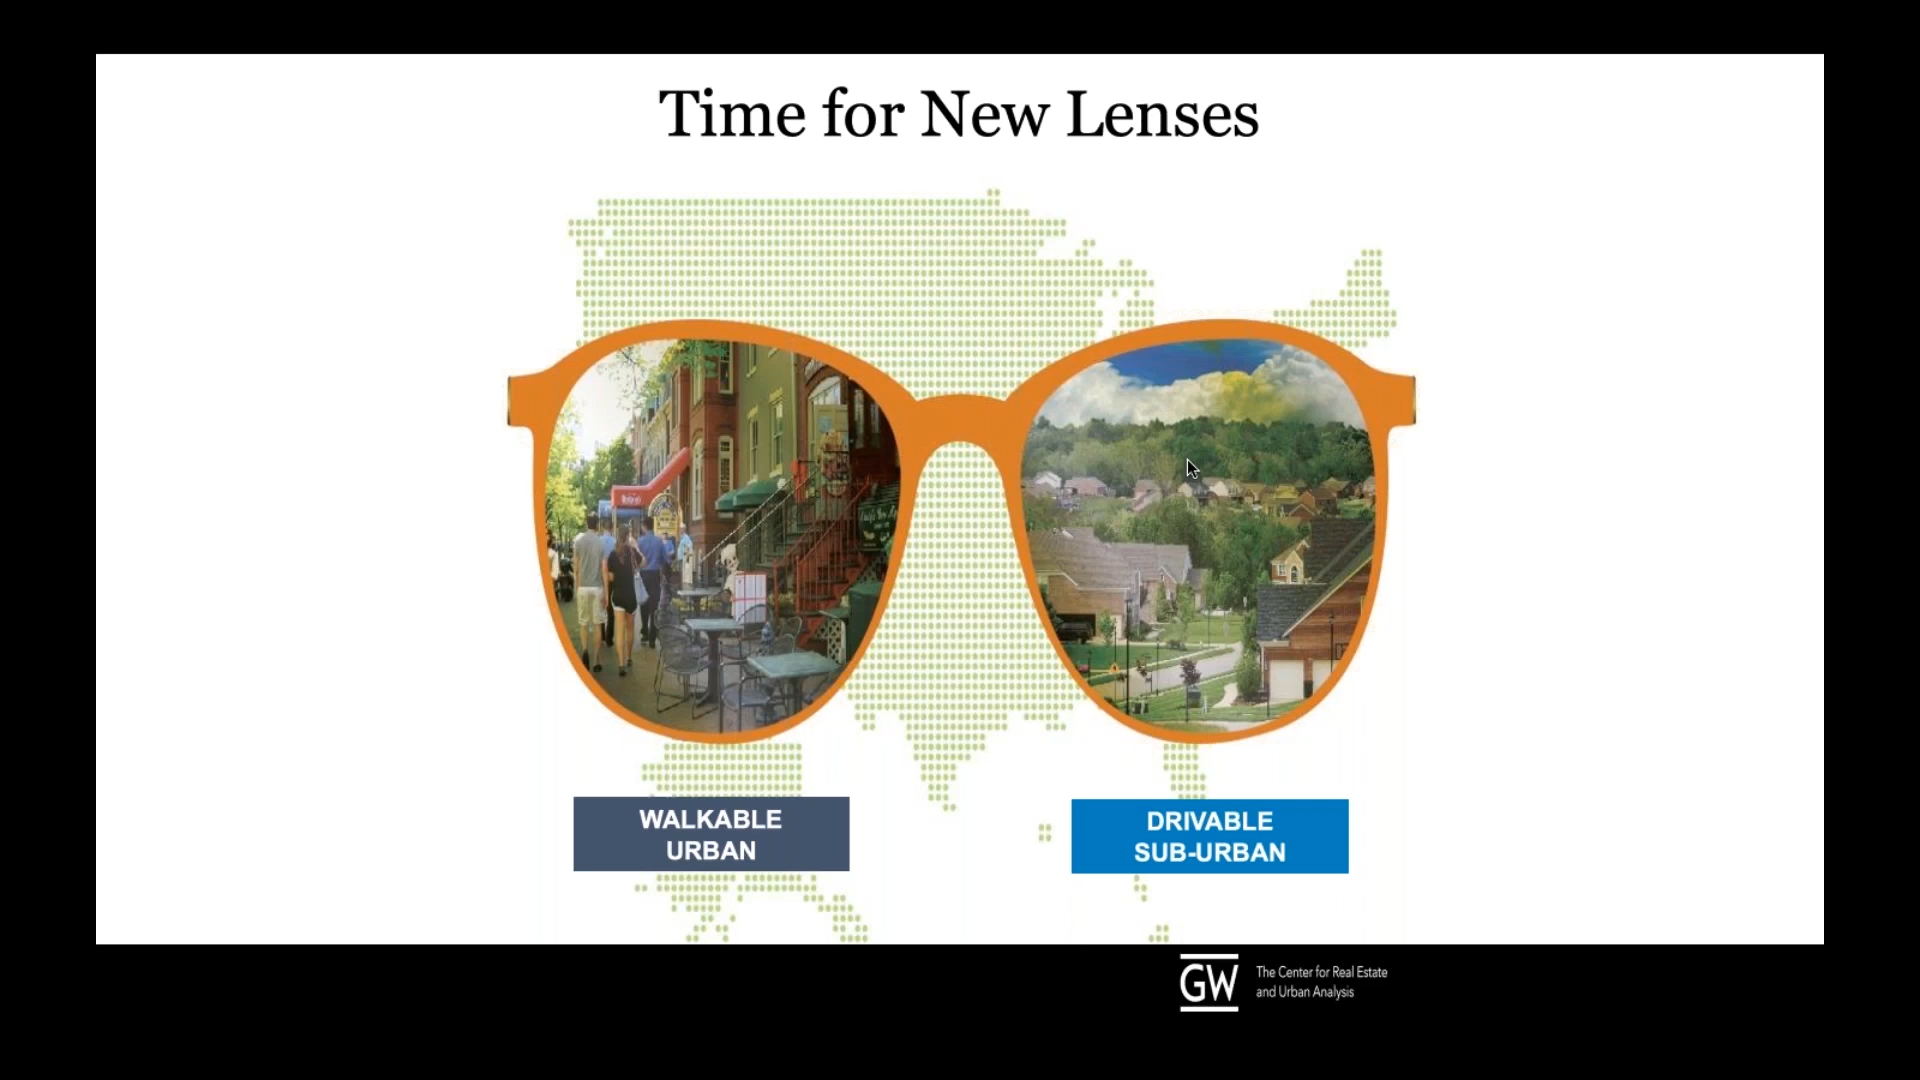 Time for New Lenses
WALKABLE
URBAN
DRIVABLE
SUB-URBAN
GW
The Center for Real Estate
and Urban Analysis